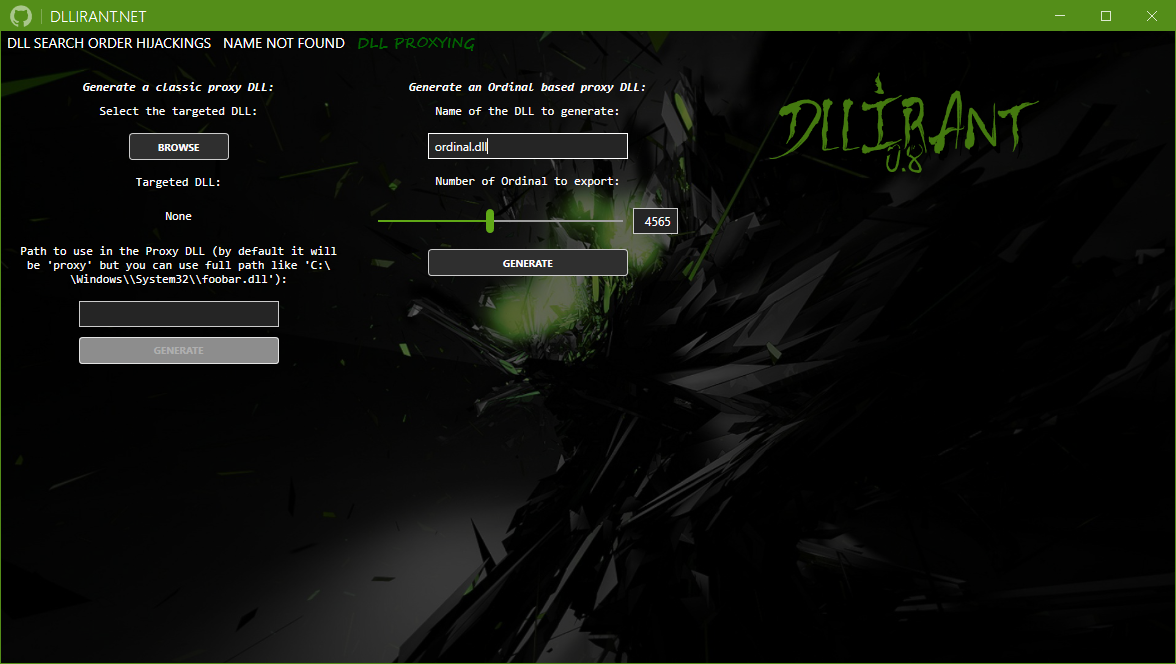 DLLIRANT.NET
DLL SEARCH ORDER HIJACKINGS NAME NOT FOUND DLL PROXYING
Generate a classic proxy DLL:
Select the targeted DLL:
BROWSE
Targeted DLL:
None
Path to use in the Proxy DLL (by default it will
be 'proxy' but you can use full path like 'C:\
\Windows\\System32\\foobar.dll'):
GENERATE
Generate an Ordinal based proxy DLL:
Name of the DLL to generate:
ordinal.dll
Number of Ordinal to export:
4565
GENERATE
DLLIRANT
0.8